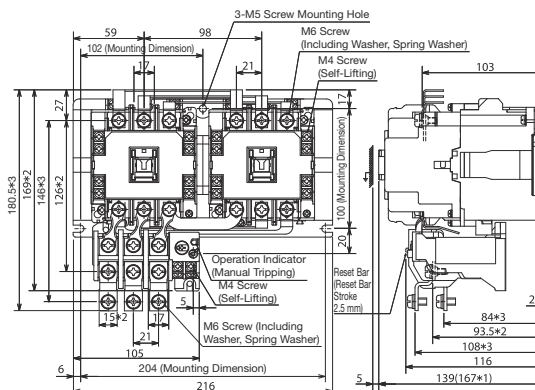 59
98
3-M5 Screw Mounting Hole
102 (Mounting Dimension)
M6 Screw
(Including Washer, Spring Washer)
17
21
M4 Screw
(Self-Lifting)
103
27
17
180.5*3
169*2
146*3
126*2
100 (Mounting Dimension)
20
Operation Indicator
(Manual Tripping)
M4 Screw
(Self-Lifting)
Reset Bar
(Reset Bar
Stroke
2.5 mm)
5
15*2
17
21
M6 Screw (Including
Washer, Spring Washer)
105
6
204 (Mounting Dimension)
216
2
84*3
93.5*2
108*3
116
5
139(167*1)